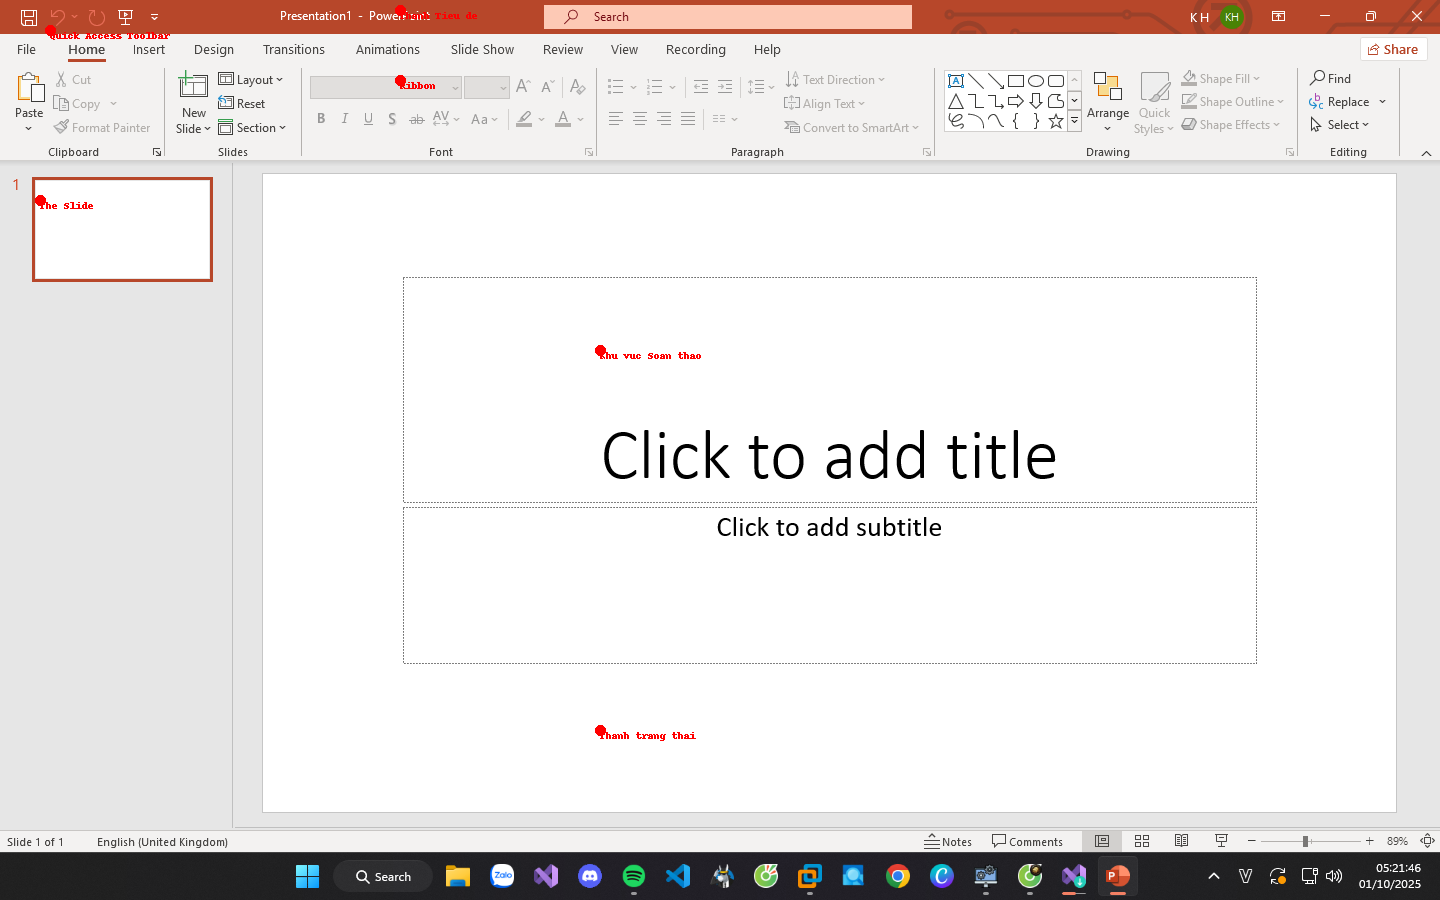 Presentation1 - PowerPoint
Tieu de
Search
K H
KH
Quick Access Toolbar
File Home Insert Design Transitions Animations Slide Show Review View Recording Help
Share
Paste
Cut
Copy
Format Painter
Clipboard
New
Slide
Layout
Reset
Section
Slides
Ribbon
B I U S ab AV Aa A
Font
Text Direction
Align Text
Convert to SmartArt
Paragraph
Arrange
Quick
Styles
Shape Fill
Shape Outline
Shape Effects
Drawing
Find
Replace
Select
Editing
1
The Slide
Khu vuc Soan thao
Click to add title
Click to add subtitle
Thanh trang thai
Slide 1 of 1
English (United Kingdom)
Notes
Comments
89%
Search
Zalo
05:21:46
01/10/2025